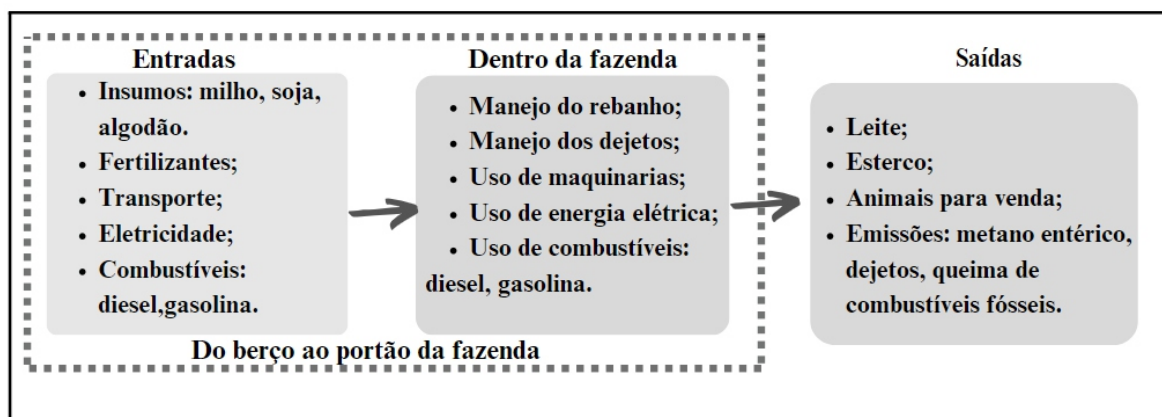 Entradas
• Insumos: milho, soja,
algodão.
• Fertilizantes;
• Transporte;
• Eletricidade;
• Combustíveis:
diesel,gasolina.
Dentro da fazenda
• Manejo do rebanho;
• Manejo dos dejetos;
• Uso de maquinarias;
• Uso de energia elétrica;
• Uso de combustíveis:
diesel, gasolina.
Do berço ao portão da fazenda
Saídas
• Leite;
• Esterco;
• Animais para venda;
• Emissões: metano entérico,
dejetos, queima de
combustíveis fósseis.